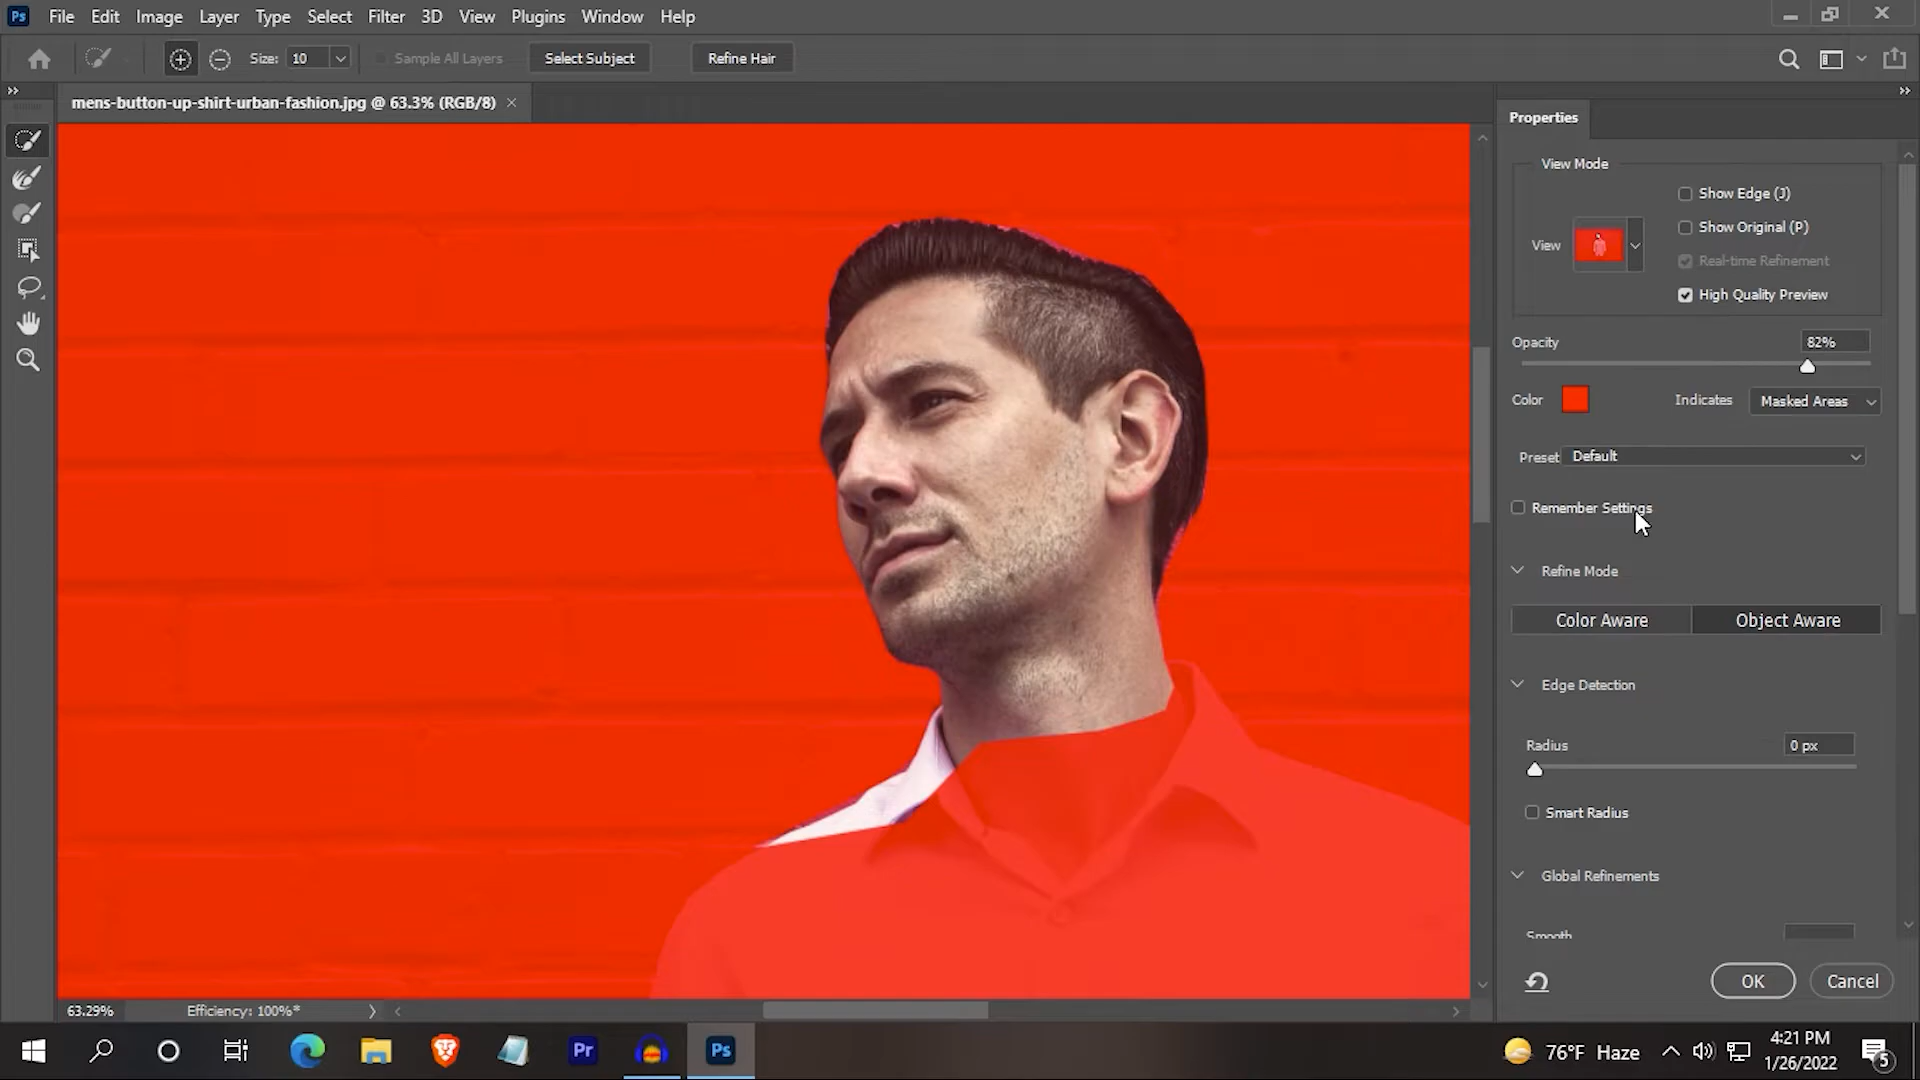 Ps File Edit Image Layer Type Select Filter 3D View Plugins Window Help
Size: 10 Sample All Layers Select Subject Refine Hair
mens-button-up-shirt-urban-fashion.jpg @ 63.3% (RGB/8) ×
Properties
View Mode
Show Edge (J)
Show Original (P)
View
Real-time Refinement
High Quality Preview
Opacity 82%
Color Indicates Masked Areas
Preset Default
Remember Settings
Refine Mode
Color Aware Object Aware
Edge Detection
Radius 0 px
Smart Radius
Global Refinements
Smooth
OK Cancel
63.29% Efficiency: 100%*
Pr Ps 76°F Haze 4:21 PM
1/26/2022 5